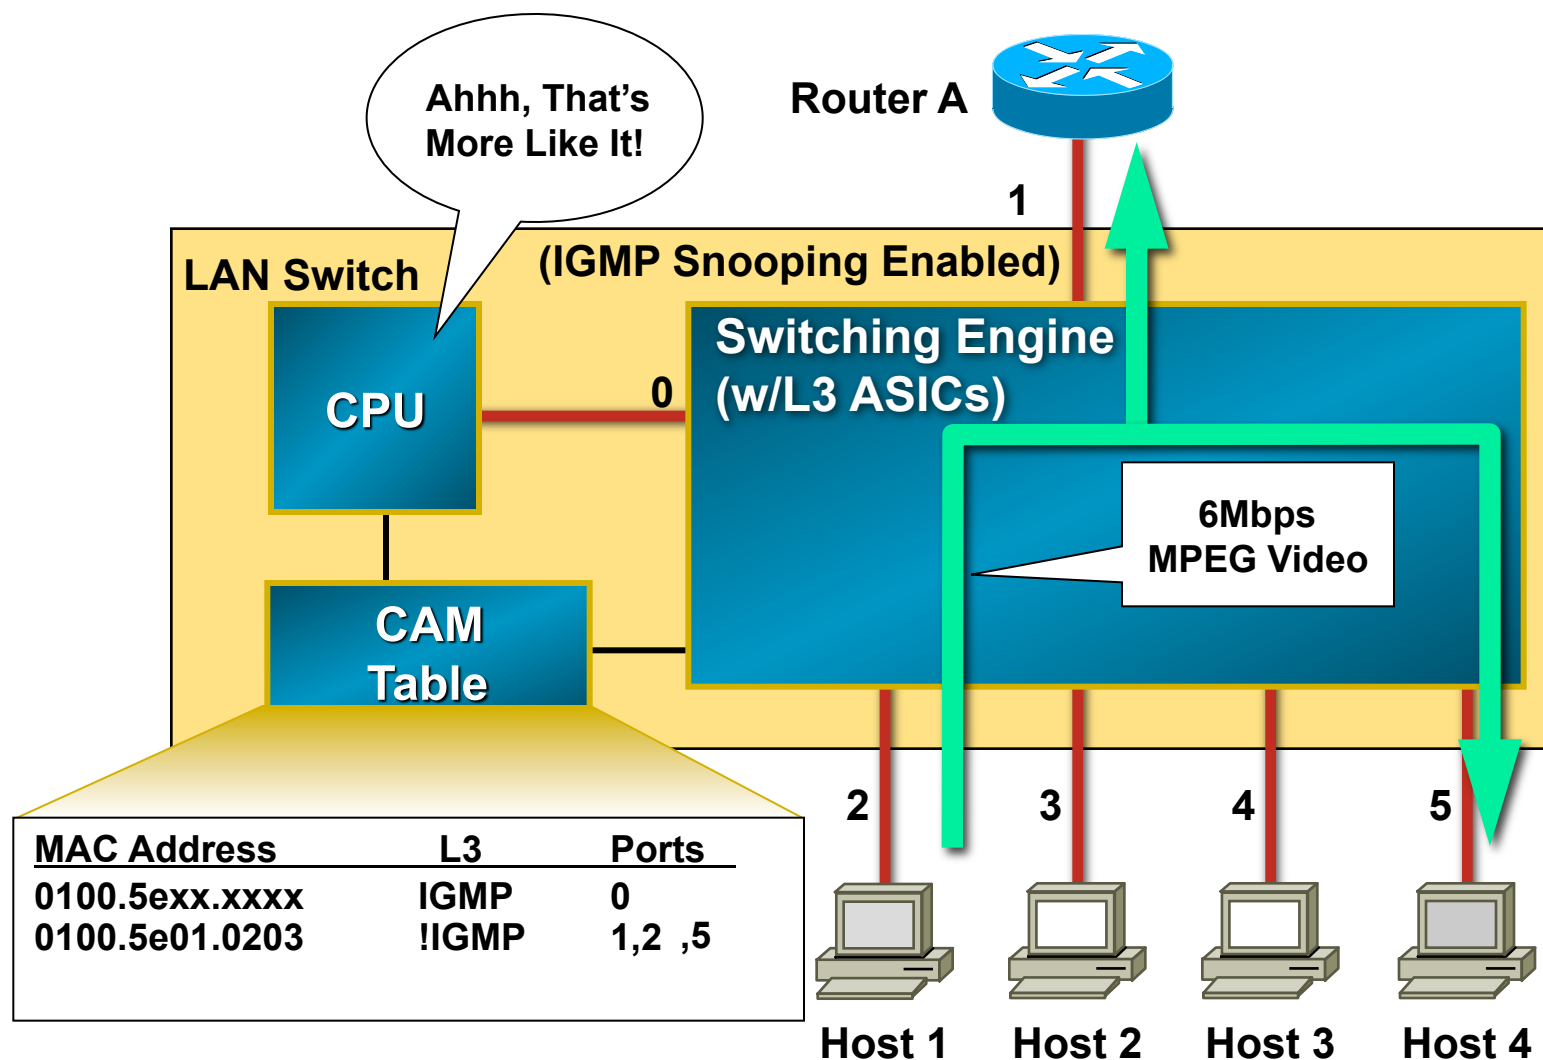 Ahhh, That’s
More Like It!
Router A
1
LAN Switch
(IGMP Snooping Enabled)
CPU
0
Switching Engine
(w/L3 ASICs)
6Mbps
MPEG Video
CAM
Table
2
3
4
5
MAC Address L3 Ports
0100.5exx.xxxx IGMP 0
0100.5e01.0203 !IGMP 1,2 ,5
Host 1
Host 2
Host 3
Host 4